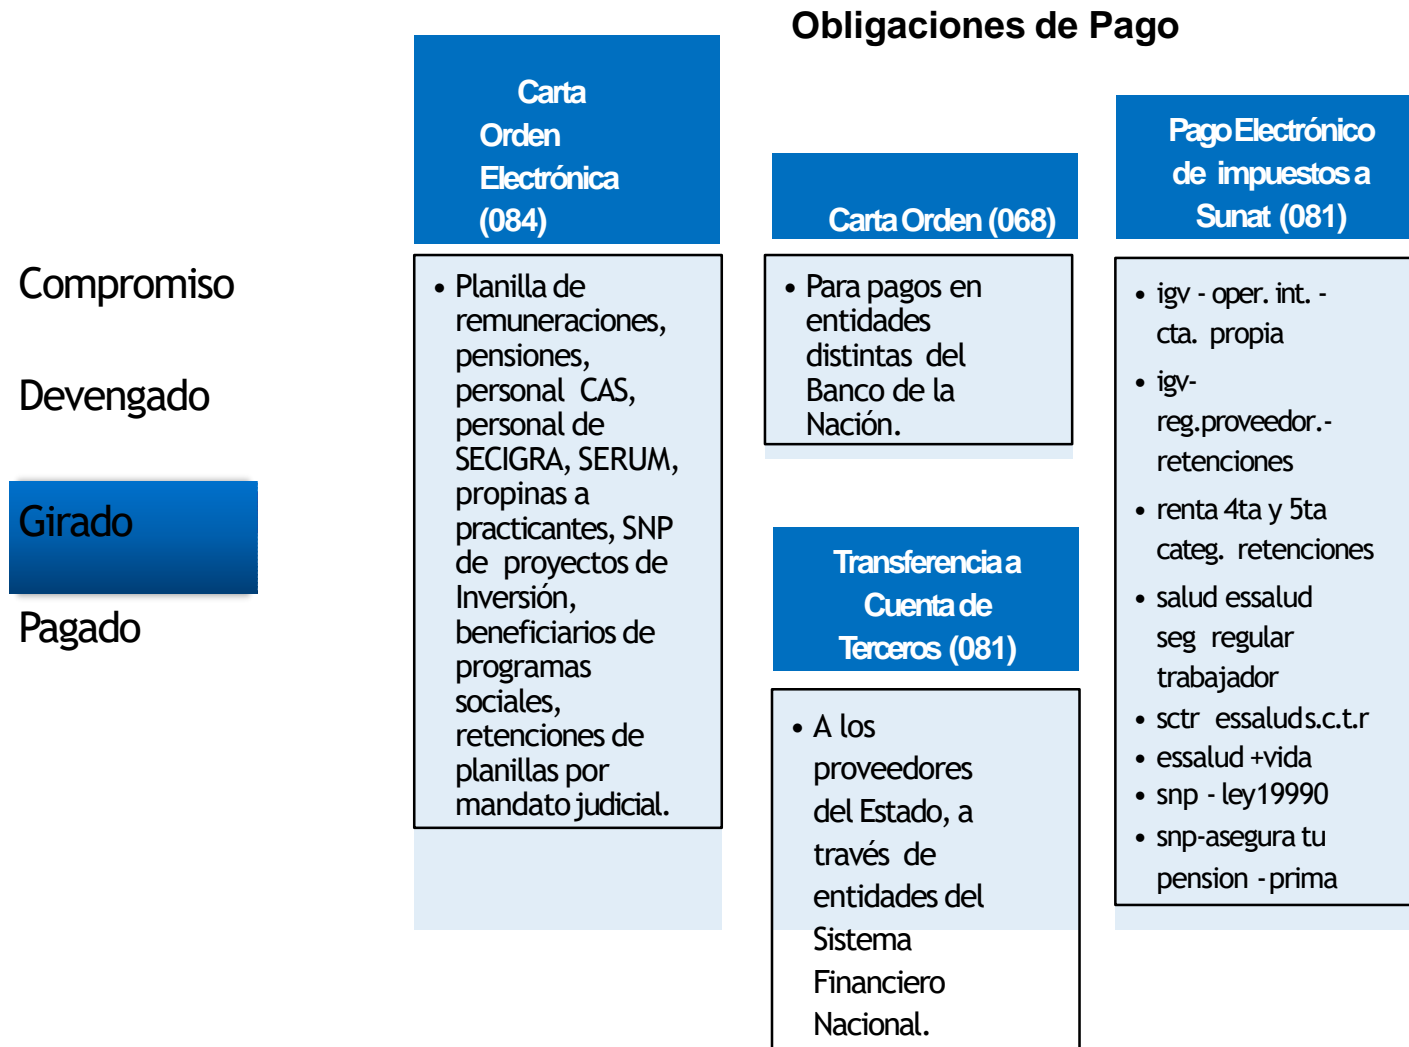 Obligaciones de Pago
Compromiso
Devengado
Girado
Pagado
Carta
Orden
Electrónica
(084)
• Planilla de
remuneraciones,
pensiones,
personal CAS,
personal de
SECIGRA, SERUM,
propinas a
practicantes, SNP
de proyectos de
Inversión,
beneficiarios de
programas
sociales,
retenciones de
planillas por
mandato judicial.
Carta Orden (068)
• Para pagos en
entidades
distintas del
Banco de la
Nación.
Transferencia a
Cuenta de
Terceros (081)
• A los
proveedores
del Estado, a
través de
entidades del
Sistema
Financiero
Nacional.
Pago Electrónico
de impuestos a
Sunat (081)
• igv - oper. int. -
cta. propia
• igv-
reg.proveedor.-
retenciones
• renta 4ta y 5ta
categ. retenciones
• salud essalud
seg regular
trabajador
• sctr essalud s.c.t.r
• essalud +vida
• snp - ley19990
• snp-asegura tu
pension - prima